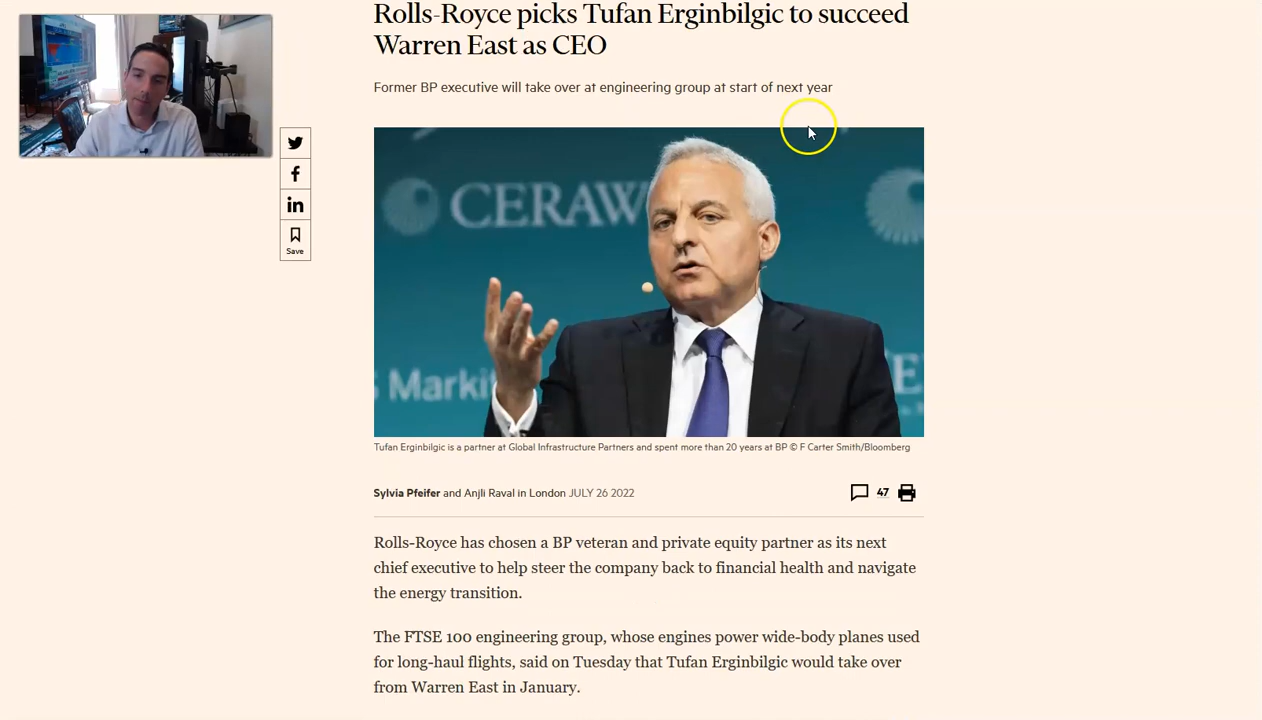 Rolls-Royce picks Tufan Erginbilgic to succeed
Warren East as CEO
Former BP executive will take over at engineering group at start of next year
CERAW
S Markit
Save
Tufan Erginbilgic is a partner at Global Infrastructure Partners and spent more than 20 years at BP © F Carter Smith/Bloomberg
Sylvia Pfeifer and Anjli Raval in London JULY 26 2022
47
Rolls-Royce has chosen a BP veteran and private equity partner as its next
chief executive to help steer the company back to financial health and navigate
the energy transition.
The FTSE 100 engineering group, whose engines power wide-body planes used
for long-haul flights, said on Tuesday that Tufan Erginbilgic would take over
from Warren East in January.